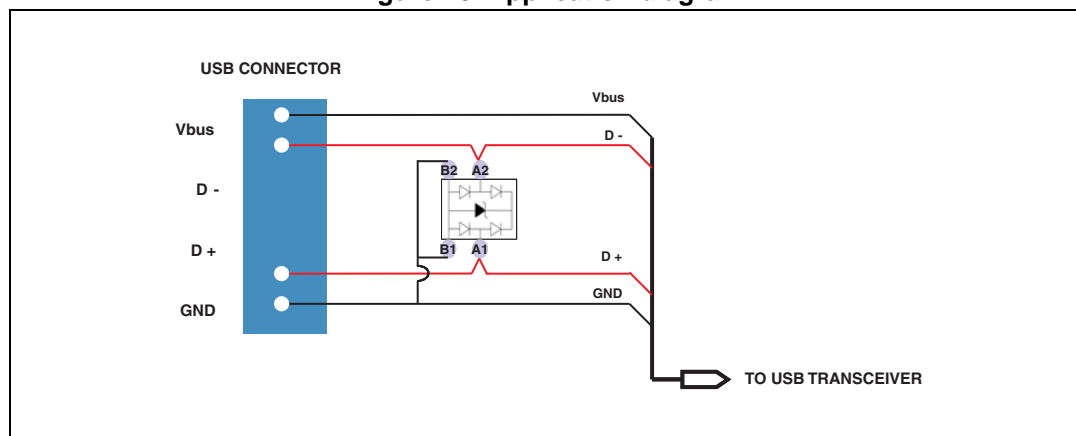 USB CONNECTOR
Vbus
Vbus
D -
B2 A2
D -
B1 A1
D +
D +
GND
GND
TO USB TRANSCEIVER